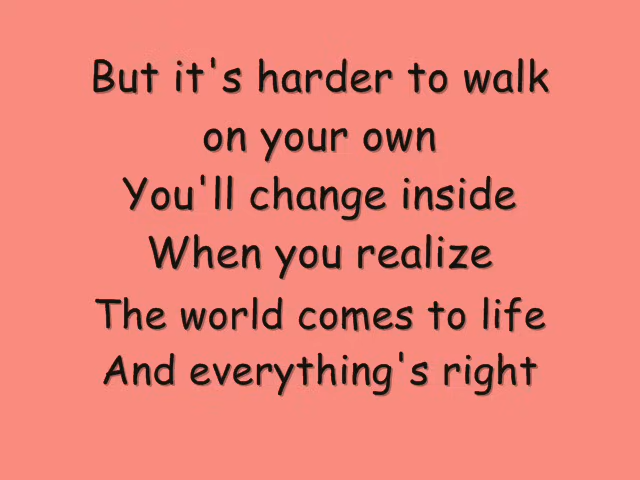 But it's harder to walk
on your own
You'll change inside
When you realize
The world comes to life
And everything's right